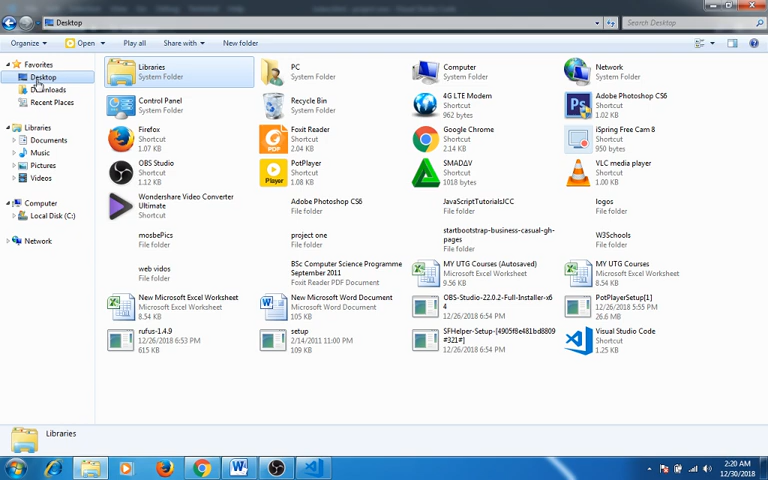 Desktop
Search Desktop
Organize
Open
Play all
Share with
New folder
Favorites
Desktop
Downloads
Recent Places
Libraries
Documents
Music
Pictures
Videos
Computer
Local Disk (C:)
Network
Libraries
System Folder
PC
System Folder
Computer
System Folder
Network
System Folder
Control Panel
System Folder
Recycle Bin
System Folder
4G LTE Modem
Shortcut
962 bytes
Adobe Photoshop CS6
Shortcut
1.02 KB
Firefox
Shortcut
1.07 KB
Foxit Reader
Shortcut
2.04 KB
Google Chrome
Shortcut
2.14 KB
iSpring Free Cam 8
Shortcut
950 bytes
OBS Studio
Shortcut
1.12 KB
PotPlayer
Shortcut
1.08 KB
SMADΔV
Shortcut
1018 bytes
VLC media player
Shortcut
1.00 KB
Wondershare Video Converter
Ultimate
Shortcut
Adobe Photoshop CS6
File folder
JavaScriptTutorialsJCC
File folder
logos
File folder
mosbePics
File folder
project one
File folder
startbootstrap-business-casual-gh-
pages
File folder
W3Schools
File folder
web vidos
File folder
BSc Computer Science Programme
September 2011
Foxit Reader PDF Document
MY UTG Courses (Autosaved)
Microsoft Excel Worksheet
9.56 KB
MY UTG Courses
Microsoft Excel Worksheet
8.54 KB
New Microsoft Excel Worksheet
Microsoft Excel Worksheet
8.54 KB
New Microsoft Word Document
Microsoft Word Document
105 KB
OBS-Studio-22.0.2-Full-Installer-x6
4
12/26/2018 6:54 PM
PotPlayerSetup[1]
12/26/2018 5:55 PM
26.6 MB
rufus-1.4.9
12/26/2018 6:53 PM
615 KB
setup
2/14/2011 11:00 PM
109 KB
SFHelper-Setup-[4905f8e481bd8809
#321#]
12/26/2018 6:54 PM
Visual Studio Code
Shortcut
1.25 KB
Libraries
2:20 AM
12/30/2018